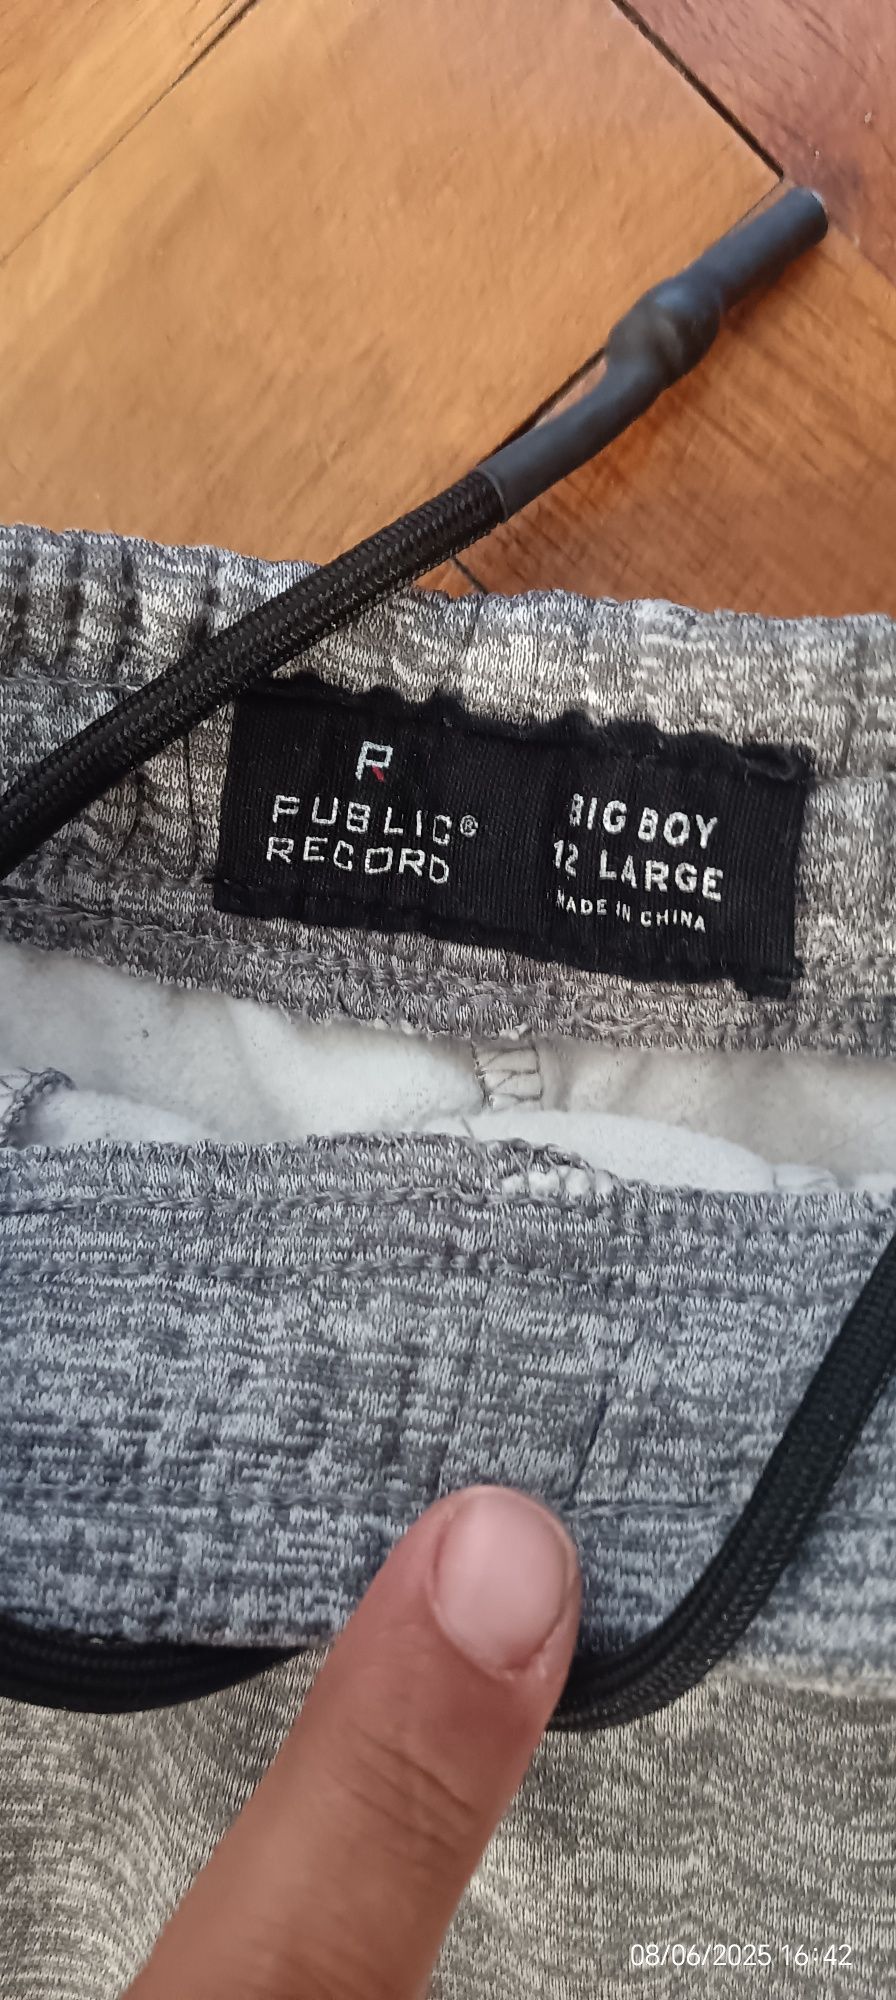 R
PUBLIC®
RECORD
BIG BOY
12 LARGE
MADE IN CHINA
08/06/2025 16:42